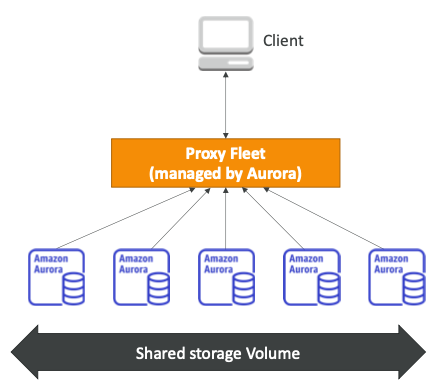 Client
Proxy Fleet
(managed by Aurora)
Amazon
Aurora
Amazon
Aurora
Amazon
Aurora
Amazon
Aurora
Amazon
Aurora
Shared storage Volume